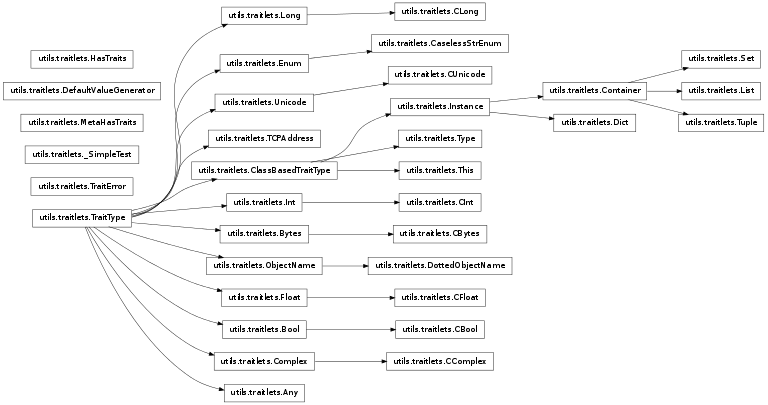 utils.traitlets.Long
utils.traitlets.CLong
utils.traitlets.HasTraits
utils.traitlets.Enum
utils.traitlets.CaselessStrEnum
utils.traitlets.Set
utils.traitlets.DefaultValueGenerator
utils.traitlets.Unicode
utils.traitlets.CUnicode
utils.traitlets.Container
utils.traitlets.List
utils.traitlets.MetaHasTraits
utils.traitlets.TCPAddress
utils.traitlets.Instance
utils.traitlets.Dict
utils.traitlets.Tuple
utils.traitlets._SimpleTest
utils.traitlets.ClassBasedTraitType
utils.traitlets.Type
utils.traitlets.This
utils.traitlets.TraitError
utils.traitlets.TraitType
utils.traitlets.Int
utils.traitlets.CInt
utils.traitlets.Bytes
utils.traitlets.CBytes
utils.traitlets.ObjectName
utils.traitlets.DottedObjectName
utils.traitlets.Float
utils.traitlets.CFloat
utils.traitlets.Bool
utils.traitlets.CBool
utils.traitlets.Complex
utils.traitlets.CComplex
utils.traitlets.Any